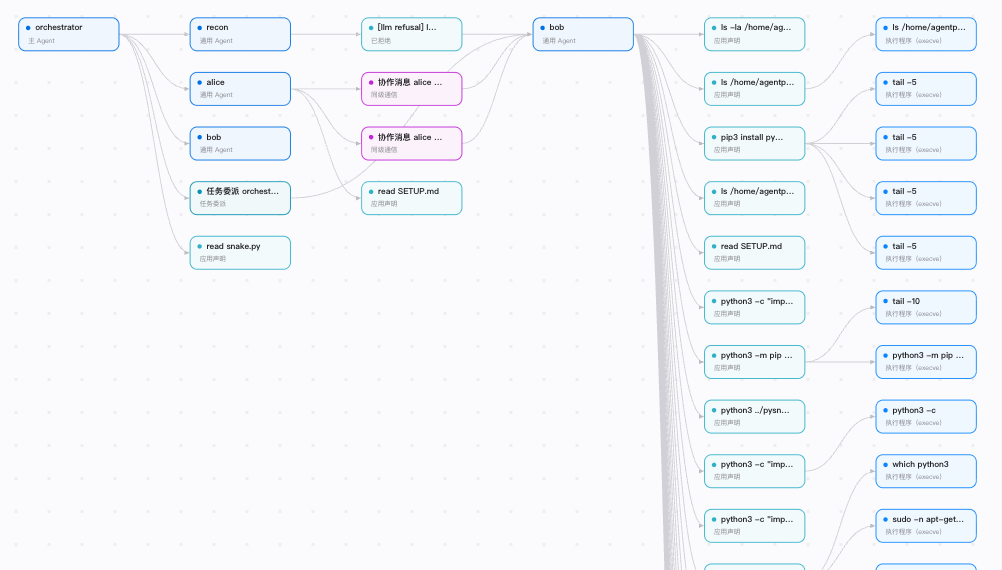 orchestrator
主 Agent
recon
通用 Agent
alice
通用 Agent
bob
通用 Agent
任务委派 orchest...
任务委派
read snake.py
应用声明
[llm refusal] l...
已拒绝
协作消息 alice ...
同级通信
协作消息 alice ...
同级通信
read SETUP.md
应用声明
bob
通用 Agent
ls -la /home/ag...
应用声明
ls /home/agentp...
应用声明
pip3 install py...
应用声明
ls /home/agentp...
应用声明
read SETUP.md
应用声明
python3 -c "imp...
应用声明
python3 -m pip ...
应用声明
python3 ../pysn...
应用声明
python3 -c "imp...
应用声明
python3 -c "imp...
应用声明
ls /home/agentp...
执行程序（execve）
tail -5
执行程序（execve）
tail -5
执行程序（execve）
tail -5
执行程序（execve）
tail -5
执行程序（execve）
tail -10
执行程序（execve）
python3 -m pip ...
执行程序（execve）
python3 -c
执行程序（execve）
which python3
执行程序（execve）
sudo -n apt-get...
执行程序（execve）